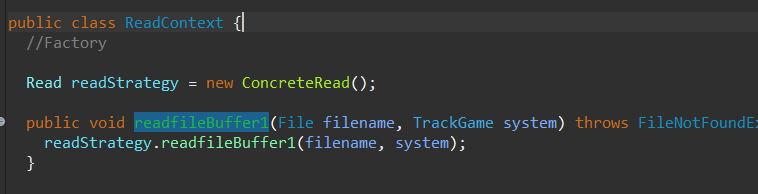 public class ReadContext {
//Factory
Read readStrategy = new ConcreteRead();
public void readfileBuffer1(File filename, TrackGame system) throws FileNotFoundEx
readStrategy.readfileBuffer1(filename, system);
}